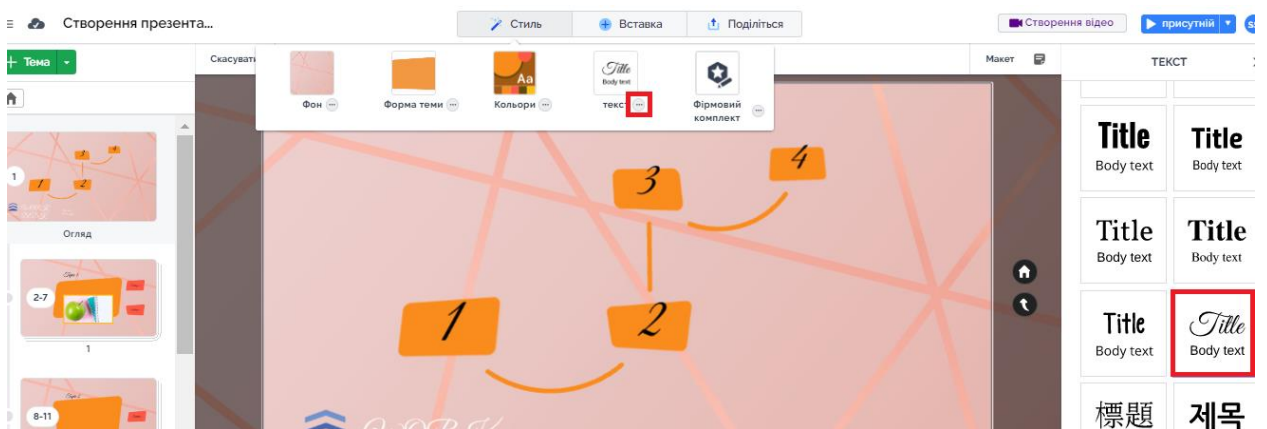 Створення презента...
Стиль
Вставка
Поділіться
Створення відео
присутній
+ Тема
Скасувати
Макет
ТЕКСТ
Aa
Title
Body text
Фон
Форма теми
Кольори
текст
Фірмовий
комплект
1
Огляд
2-7
1
8-11
1
2
3
4
Title
Body text
Title
Body text
Title
Body text
Title
Body text
Title
Body text
Title
Body text
標題
제목